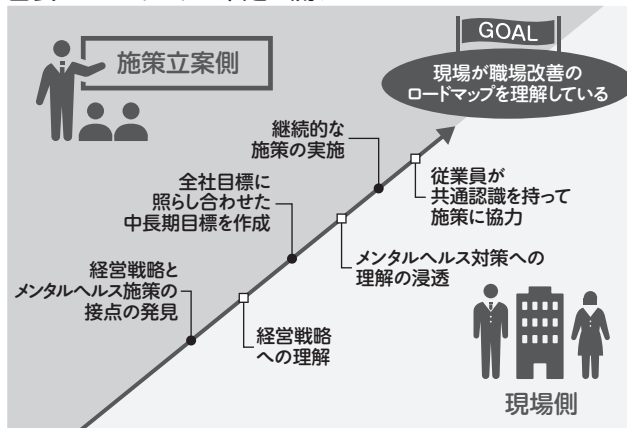 GOAL
現場が職場改善の
ロードマップを理解している
施策立案側
継続的な
施策の実施
従業員が
共通認識を持って
施策に協力
全社目標に
照らし合わせた
中長期目標を作成
メンタルヘルス対策への
理解の浸透
経営戦略と
メンタルヘルス施策の
接点の発見
経営戦略
への理解
現場側